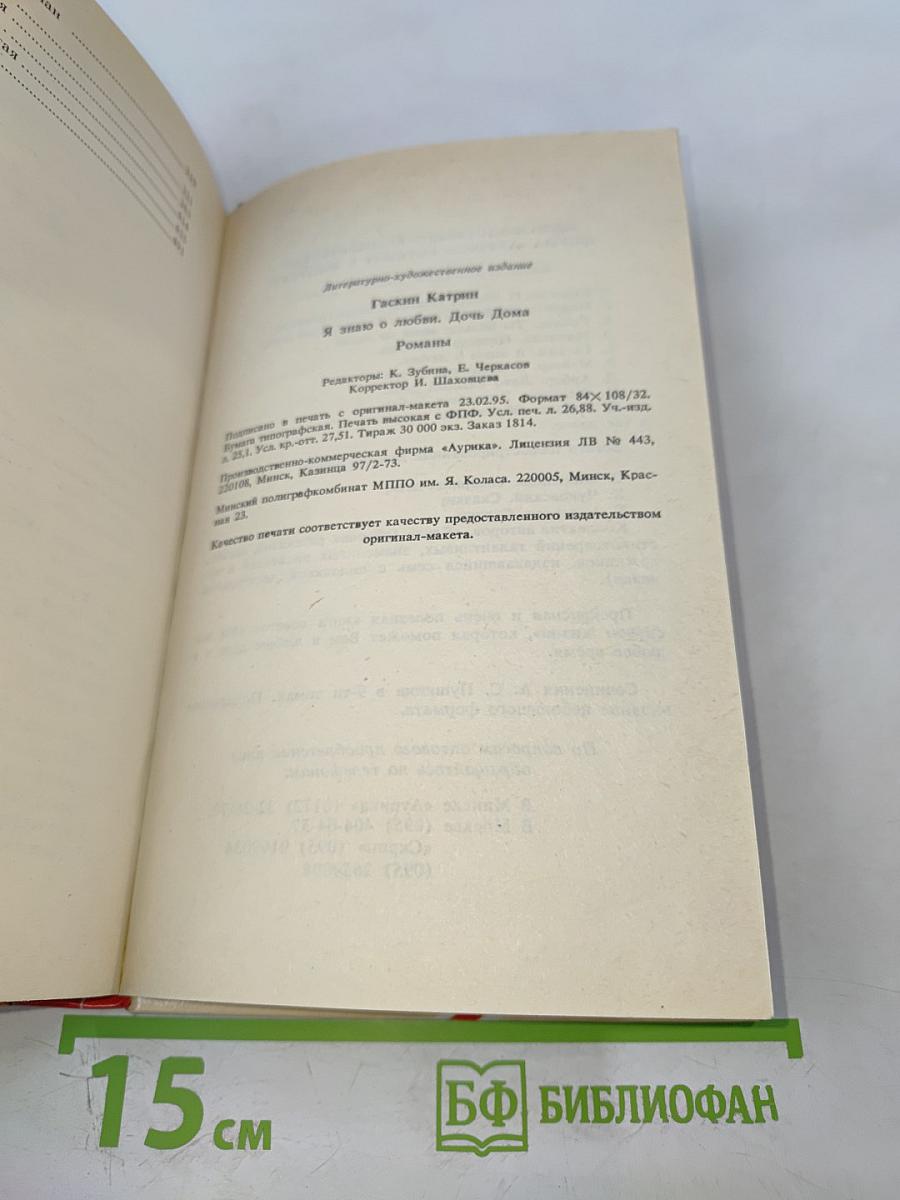 Литературно-художественное издание
Гаскин Катрин
Я знаю о любви. Дочь Дома
Романы
Редакторы: К. Зубина, Е. Черкасов
Корректор И. Шаховцева
Подписано в печать с оригинал-макета 23.02.95. Формат 84×108/32.
Бумага типографская. Печать высокая с ФПФ. Усл. печ. л. 26,88. Уч.-изд.
л. 25,1. Усл. кр.-отт. 27,51. Тираж 30 000 экз. Заказ 1814.
Производственно-коммерческая фирма «Аурика». Лицензия ЛВ № 443,
220108, Минск, Казинца 97/2-73.
Минский полиграфкомбинат МППО им. Я. Коласа. 220005, Минск, Крас-
ная 23.
Качество печати соответствует качеству предоставленного издательством
оригинал-макета.
15 см
БФ БИБЛИОФАН